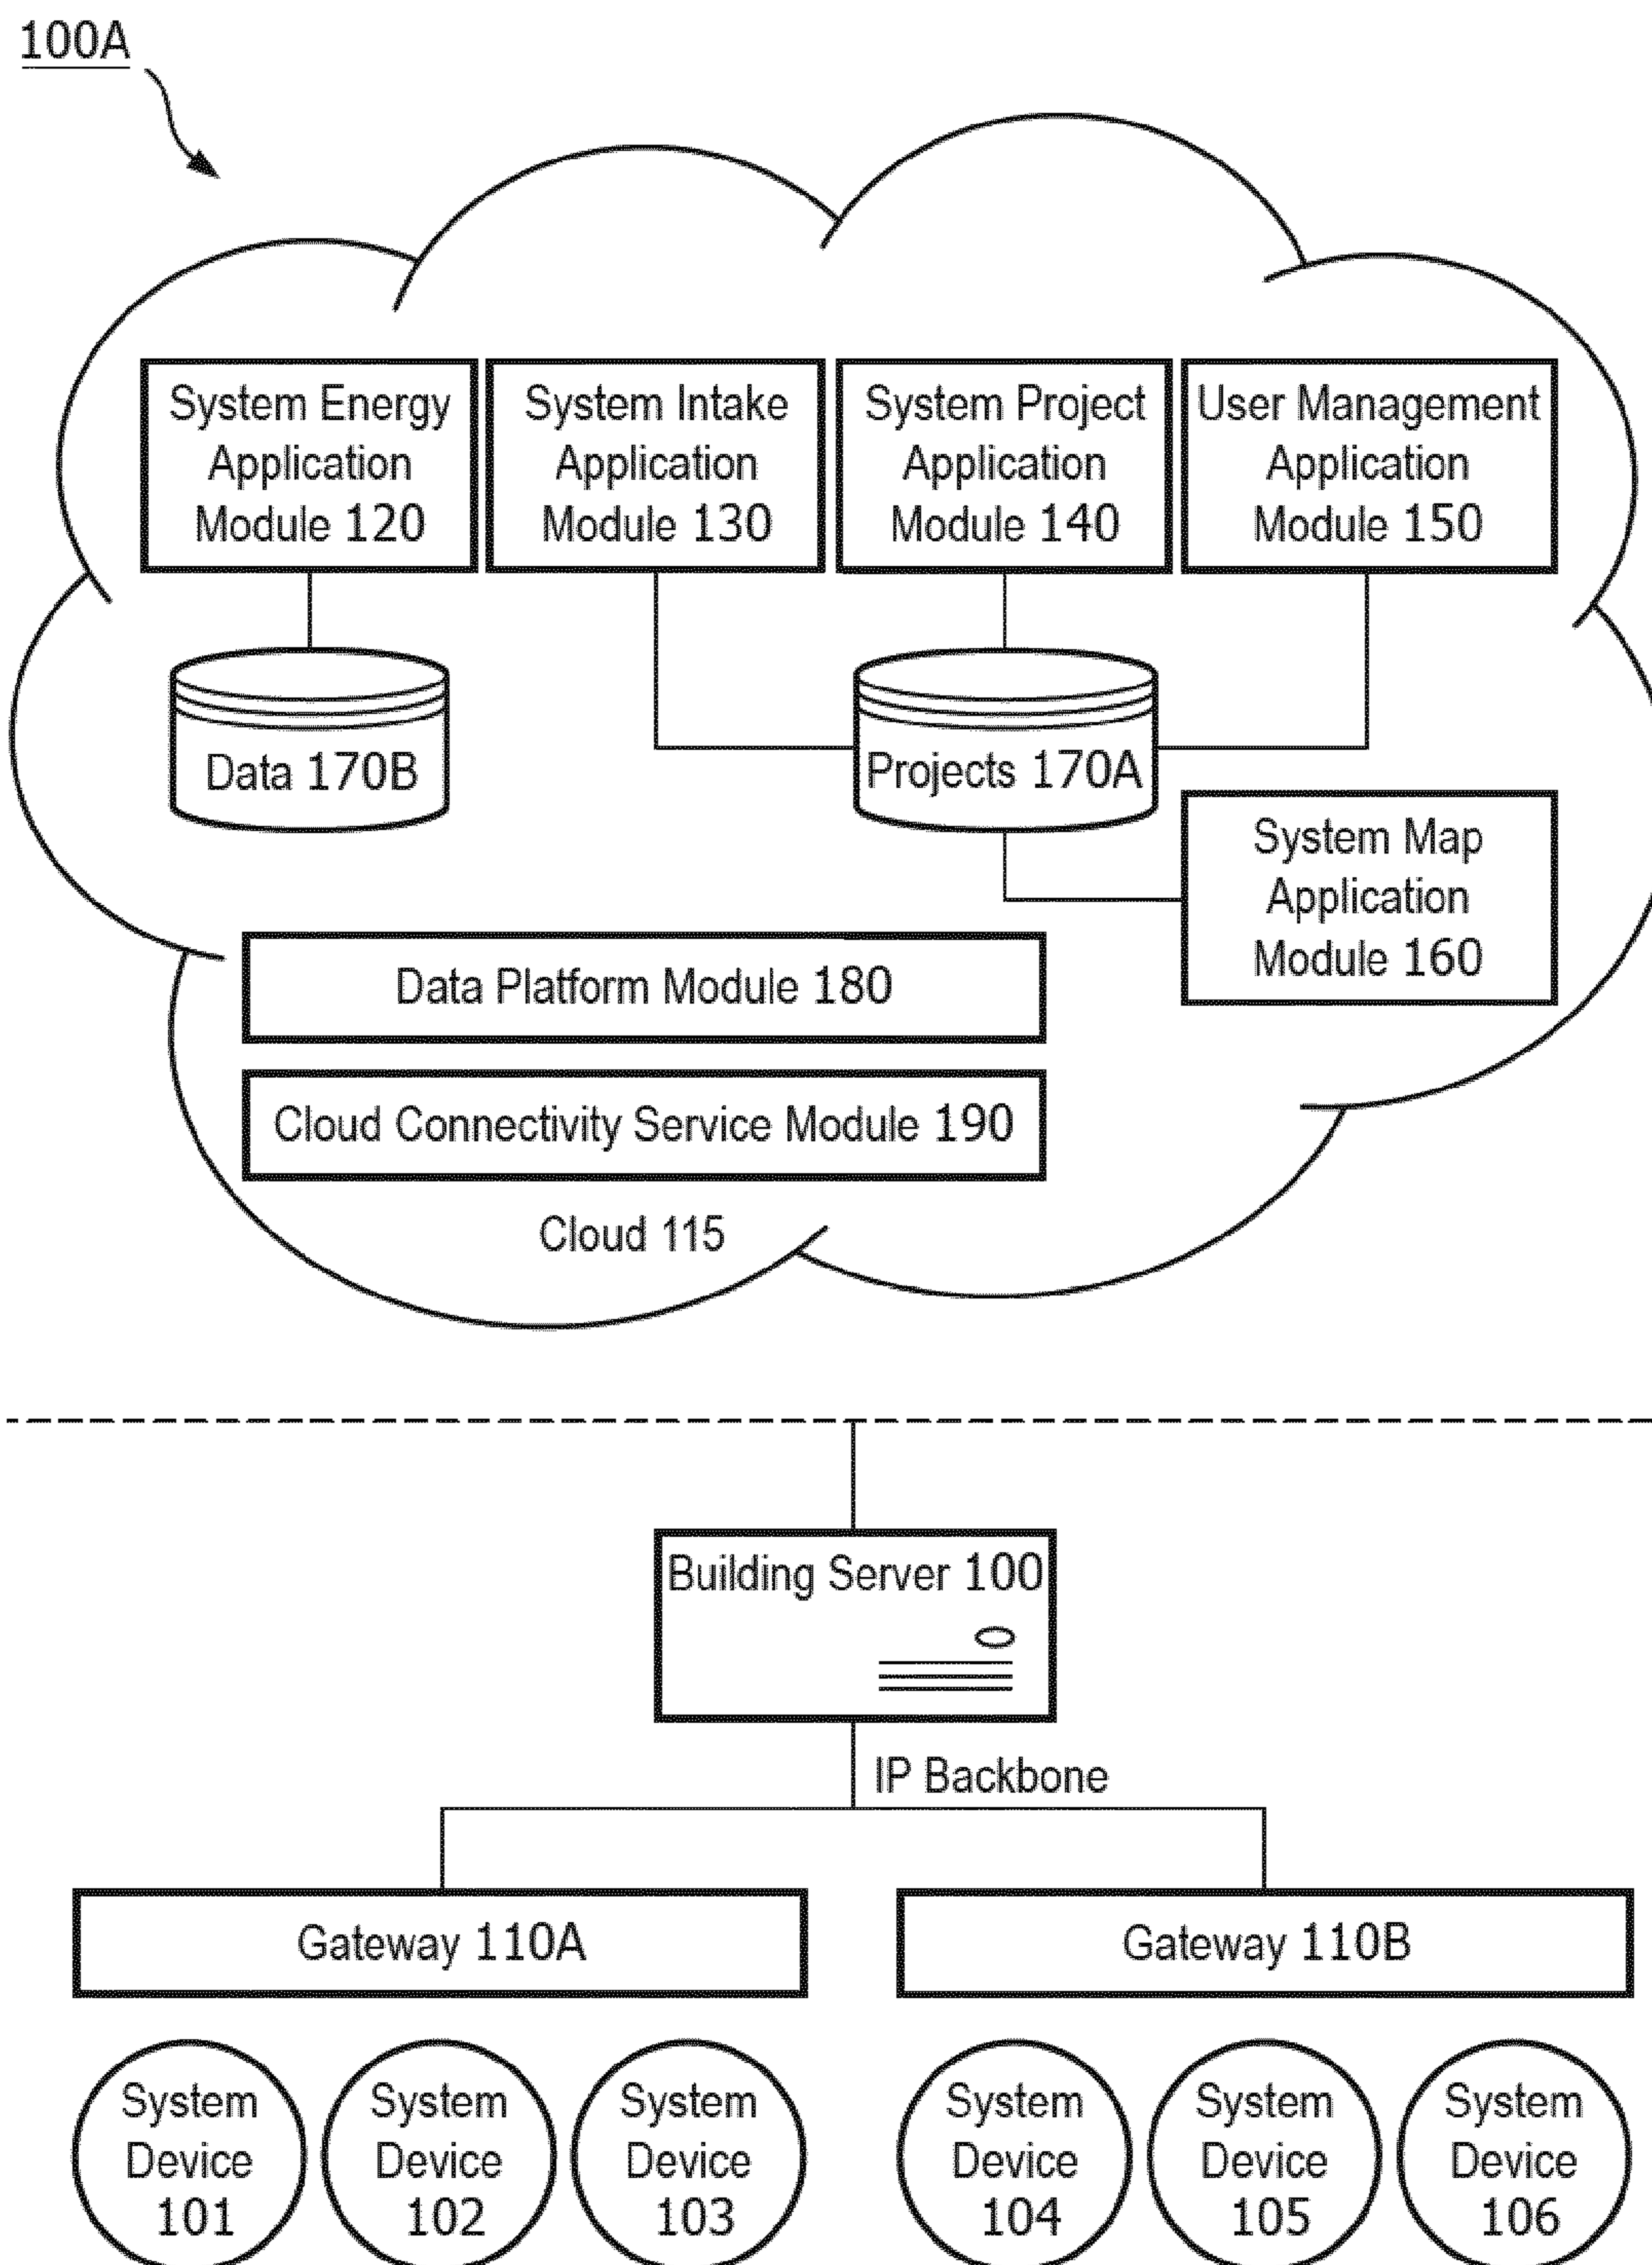 100A
System Energy
Application
Module 120
System Intake
Application
Module 130
System Project
Application
Module 140
User Management
Application
Module 150
Data 170B
Projects 170A
System Map
Application
Module 160
Data Platform Module 180
Cloud Connectivity Service Module 190
Cloud 115
Building Server 100
IP Backbone
Gateway 110A
Gateway 110B
System
Device
101
System
Device
102
System
Device
103
System
Device
104
System
Device
105
System
Device
106